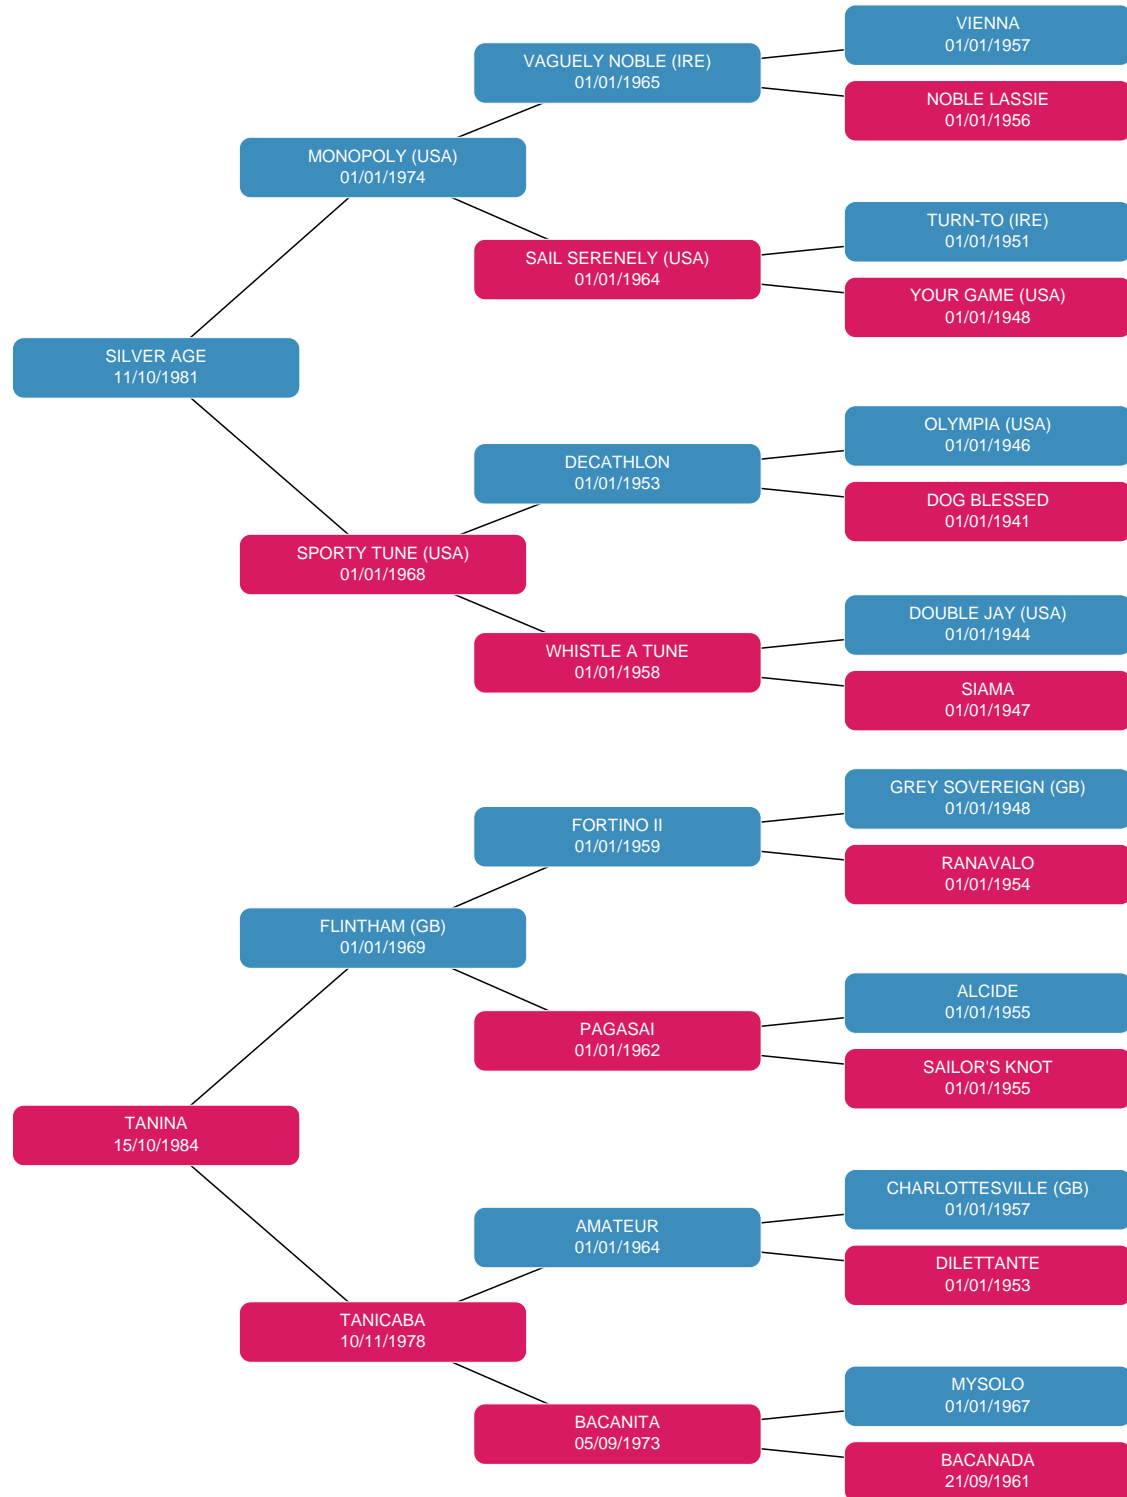 VIENNA
01/01/1957
VAGUELY NOBLE (IRE)
01/01/1965
NOBLE LASSIE
01/01/1956
MONOPOLY (USA)
01/01/1974
TURN-TO (IRE)
01/01/1951
SAIL SERENELY (USA)
01/01/1964
YOUR GAME (USA)
01/01/1948
SILVER AGE
11/10/1981
OLYMPIA (USA)
01/01/1946
DECATHLON
01/01/1953
DOG BLESSED
01/01/1941
SPORTY TUNE (USA)
01/01/1968
DOUBLE JAY (USA)
01/01/1944
WHISTLE A TUNE
01/01/1958
SIAMA
01/01/1947
GREY SOVEREIGN (GB)
01/01/1948
FORTINO II
01/01/1959
RANAVALO
01/01/1954
FLINTHAM (GB)
01/01/1969
ALCIDE
01/01/1955
PAGASAI
01/01/1962
SAILOR'S KNOT
01/01/1955
TANINA
15/10/1984
CHARLOTTESVILLE (GB)
01/01/1957
AMATEUR
01/01/1964
DILETTANTE
01/01/1953
TANICABA
10/11/1978
MYSOLO
01/01/1967
BACANITA
05/09/1973
BACANADA
21/09/1961